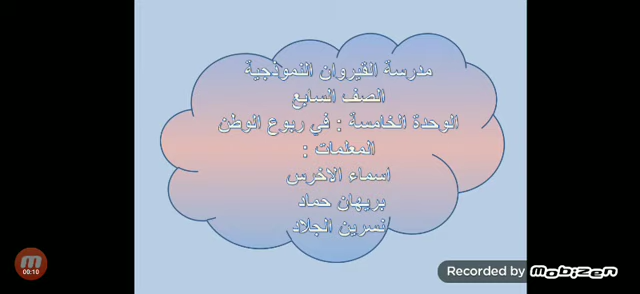 مدرسة القيروان النموذجية
الصف السابع
الوحدة الخامسة : في ربوع الوطن
المعلمات :
اسماء الاخرس
بريهان حماد
نسرين الجلاد
00:10
Recorded by MOBIZEN